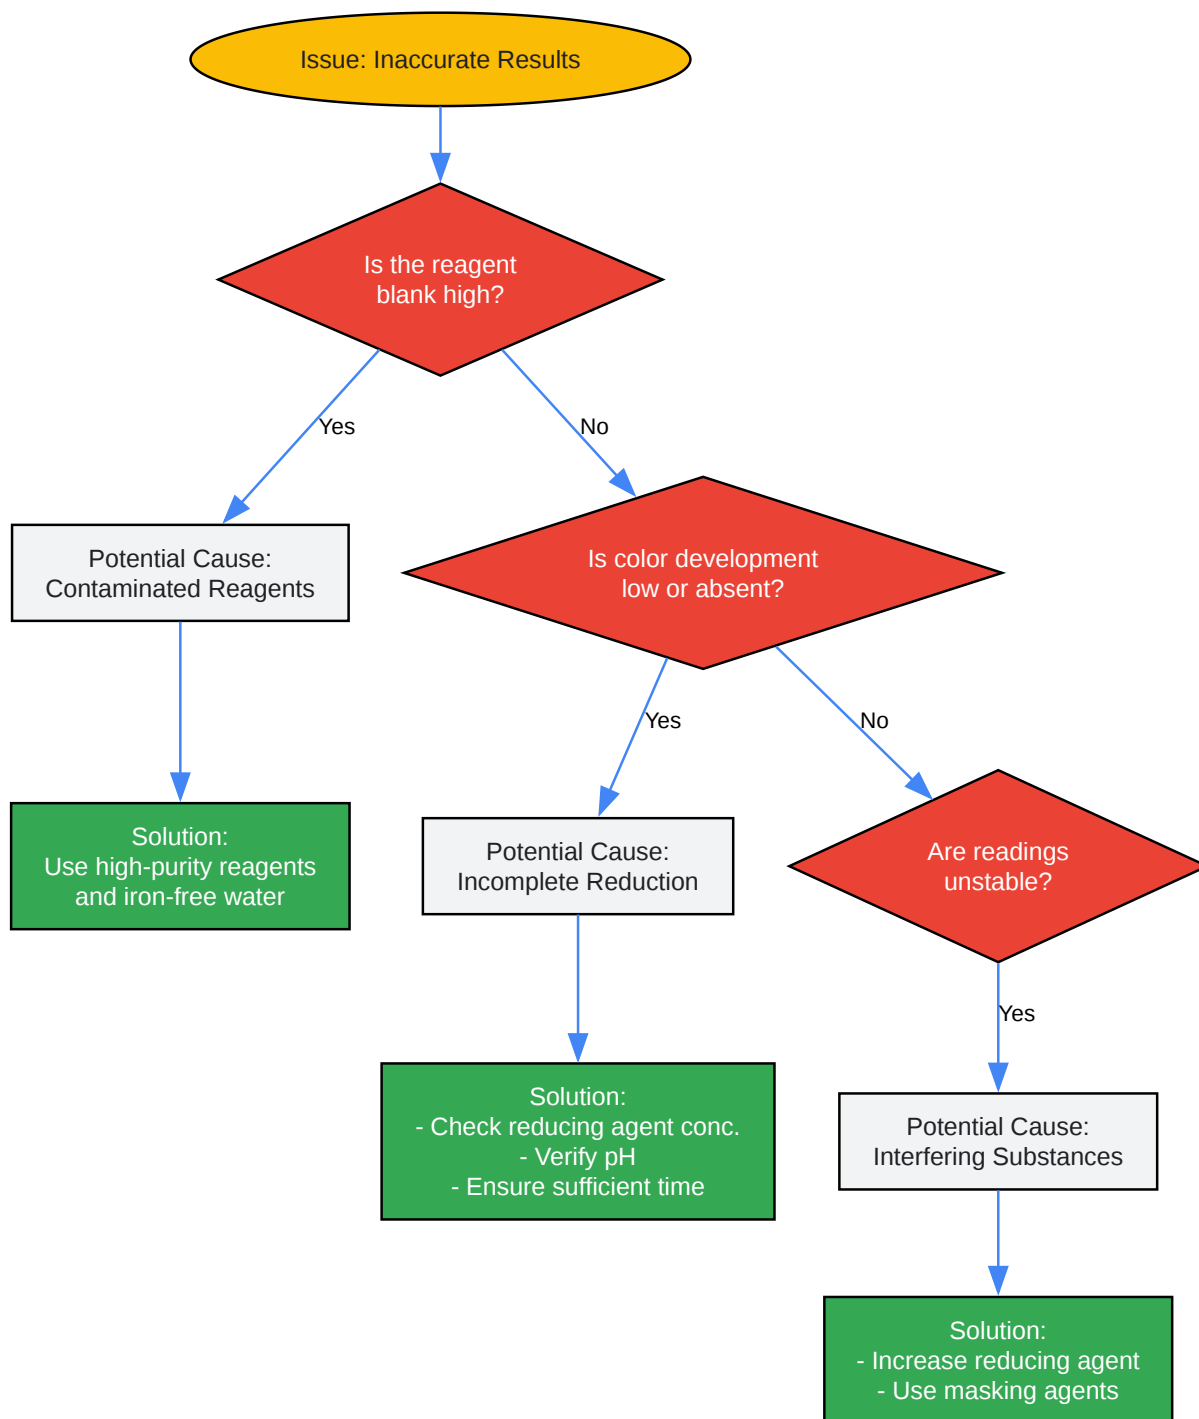 Issue: Inaccurate Results
Is the reagent
blank high?
Yes
No
Potential Cause:
Contaminated Reagents
Is color development
low or absent?
Yes
No
Solution:
Use high-purity reagents
and iron-free water
Potential Cause:
Incomplete Reduction
Are readings
unstable?
Yes
Solution:
- Check reducing agent conc.
- Verify pH
- Ensure sufficient time
Potential Cause:
Interfering Substances
Solution:
- Increase reducing agent
- Use masking agents